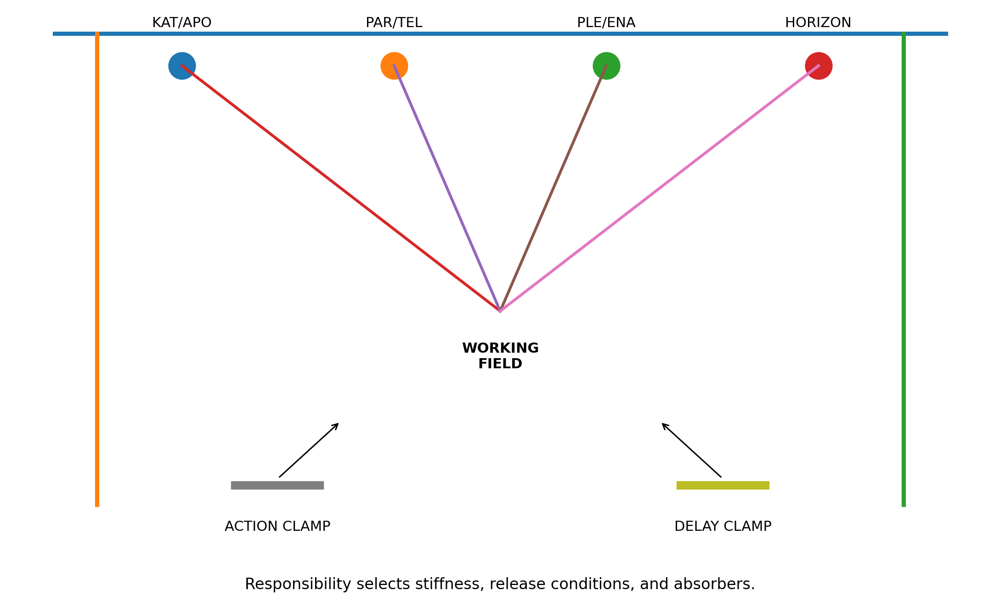 KAT/APO
PAR/TEL
PLE/ENA
HORIZON
WORKING
FIELD
ACTION CLAMP
DELAY CLAMP
Responsibility selects stiffness, release conditions, and absorbers.